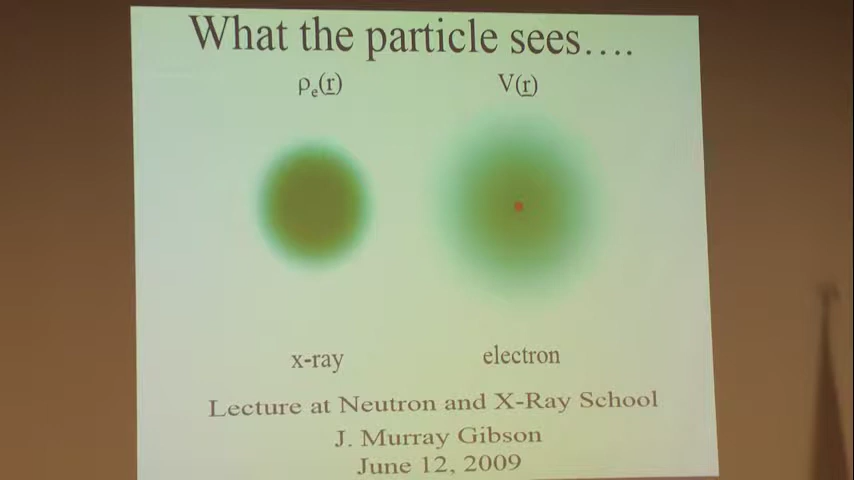 What the particle sees....
ρₑ(r) V(r)
x-ray electron
Lecture at Neutron and X-Ray School
J. Murray Gibson
June 12, 2009